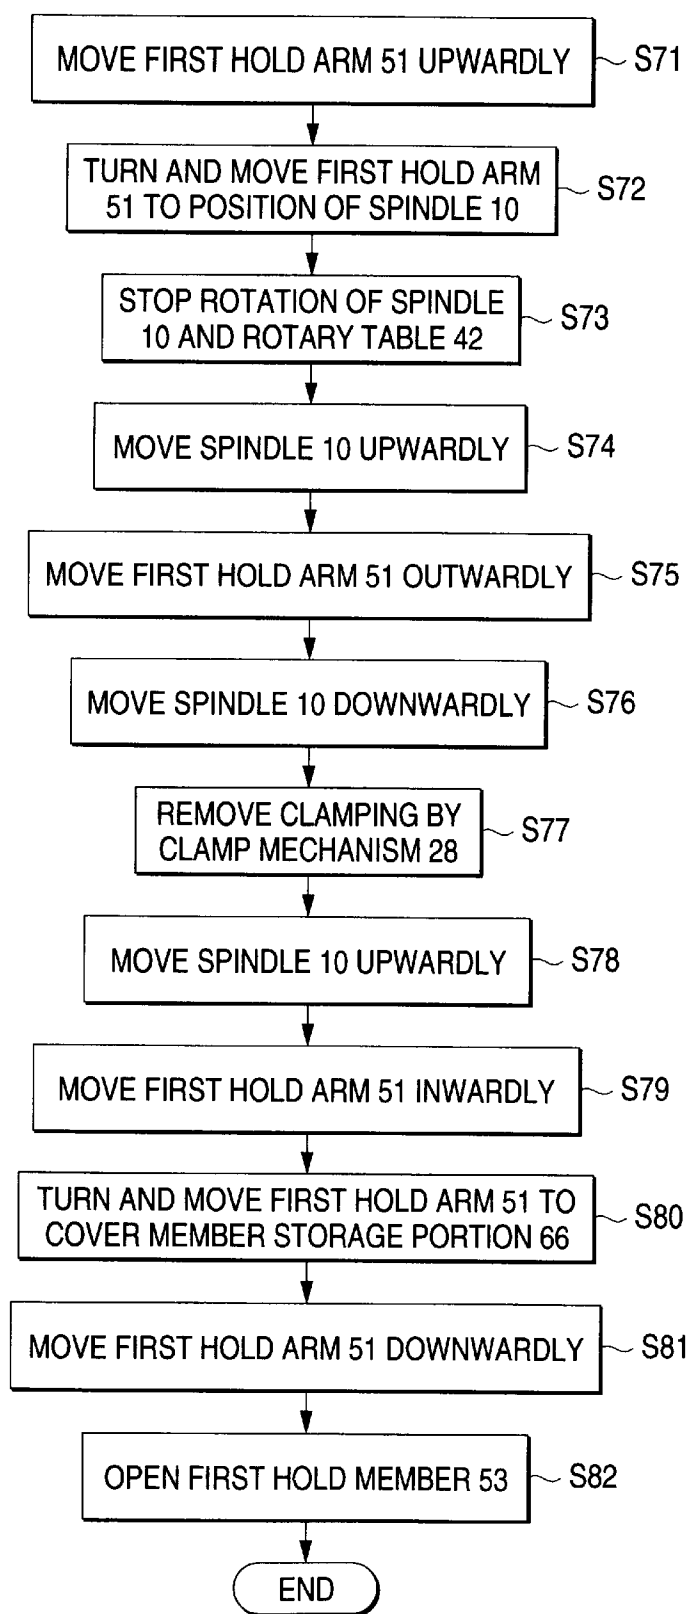 MOVE FIRST HOLD ARM 51 UPWARDLY S71
TURN AND MOVE FIRST HOLD ARM
51 TO POSITION OF SPINDLE 10 S72
STOP ROTATION OF SPINDLE
10 AND ROTARY TABLE 42 S73
MOVE SPINDLE 10 UPWARDLY S74
MOVE FIRST HOLD ARM 51 OUTWARDLY S75
MOVE SPINDLE 10 DOWNWARDLY S76
REMOVE CLAMPING BY
CLAMP MECHANISM 28 S77
MOVE SPINDLE 10 UPWARDLY S78
MOVE FIRST HOLD ARM 51 INWARDLY S79
TURN AND MOVE FIRST HOLD ARM 51 TO
COVER MEMBER STORAGE PORTION 66 S80
MOVE FIRST HOLD ARM 51 DOWNWARDLY S81
OPEN FIRST HOLD MEMBER 53 S82
END